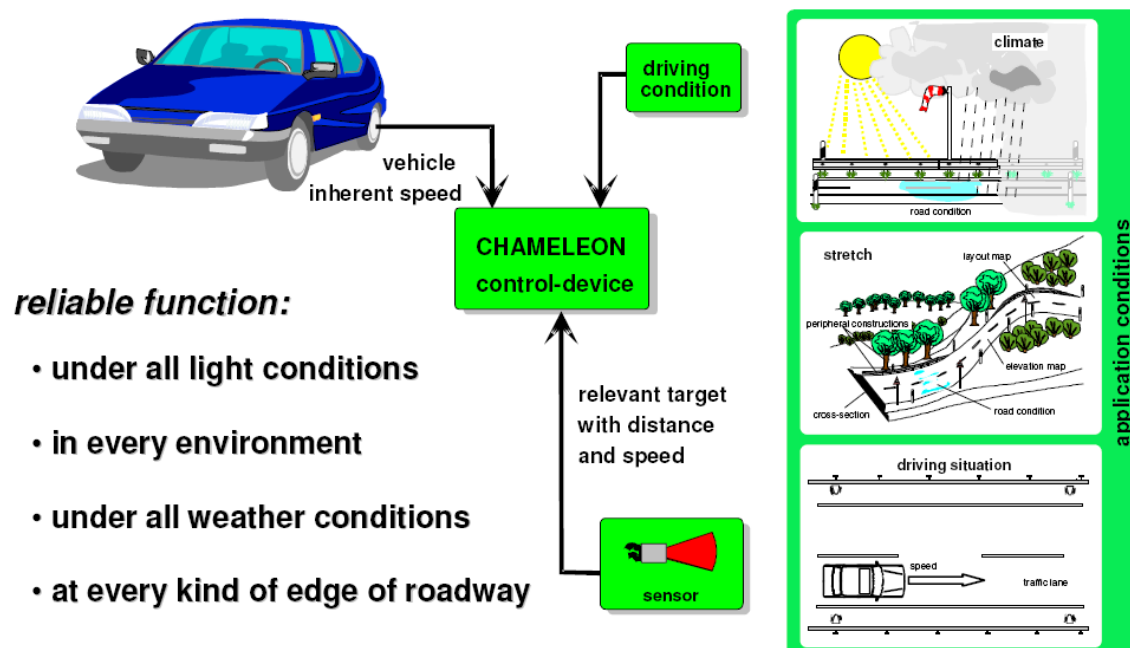 vehicle
inherent speed
driving
condition
CHAMELEON
control-device
reliable function:
• under all light conditions
• in every environment
• under all weather conditions
• at every kind of edge of roadway
relevant target
with distance
and speed
sensor
climate
road condition
stretch
layout map
peripheral constructions
elevation map
cross-section
road condition
driving situation
speed
traffic lane
application conditions